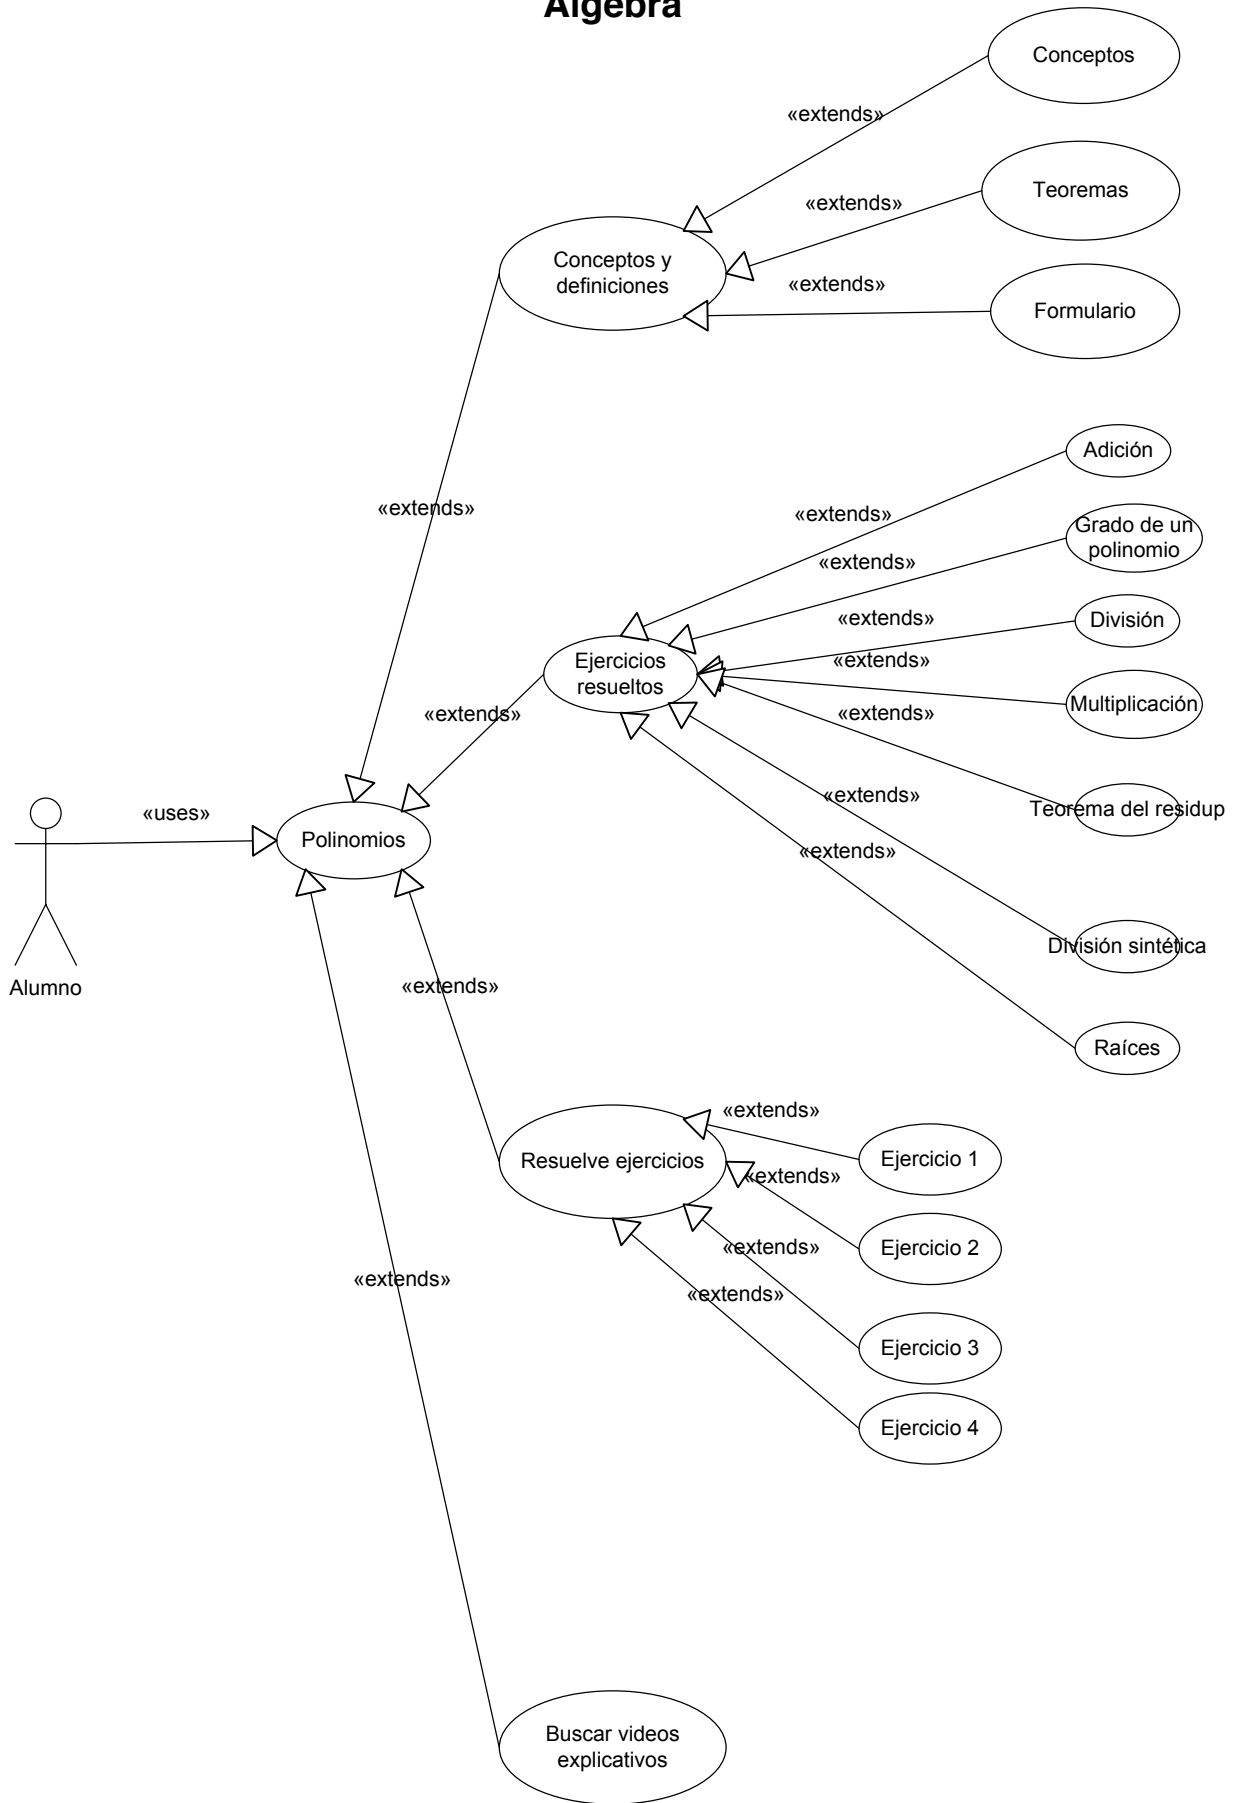 Algebra
Conceptos
«extends»
Teoremas
«extends»
Conceptos y
definiciones
«extends»
Formulario
Adición
«extends»
«extends»
Grado de un
polinomio
«extends»
«extends»
División
Ejercicios
resueltos
«extends»
Multiplicación
«extends»
«extends»
«extends»
Teorema del residup
«uses»
Polinomios
«extends»
División sintética
Alumno
«extends»
Raíces
«extends»
Resuelve ejercicios
Ejercicio 1
«extends»
Ejercicio 2
«extends»
«extends»
«extends»
Ejercicio 3
Ejercicio 4
Buscar videos
explicativos